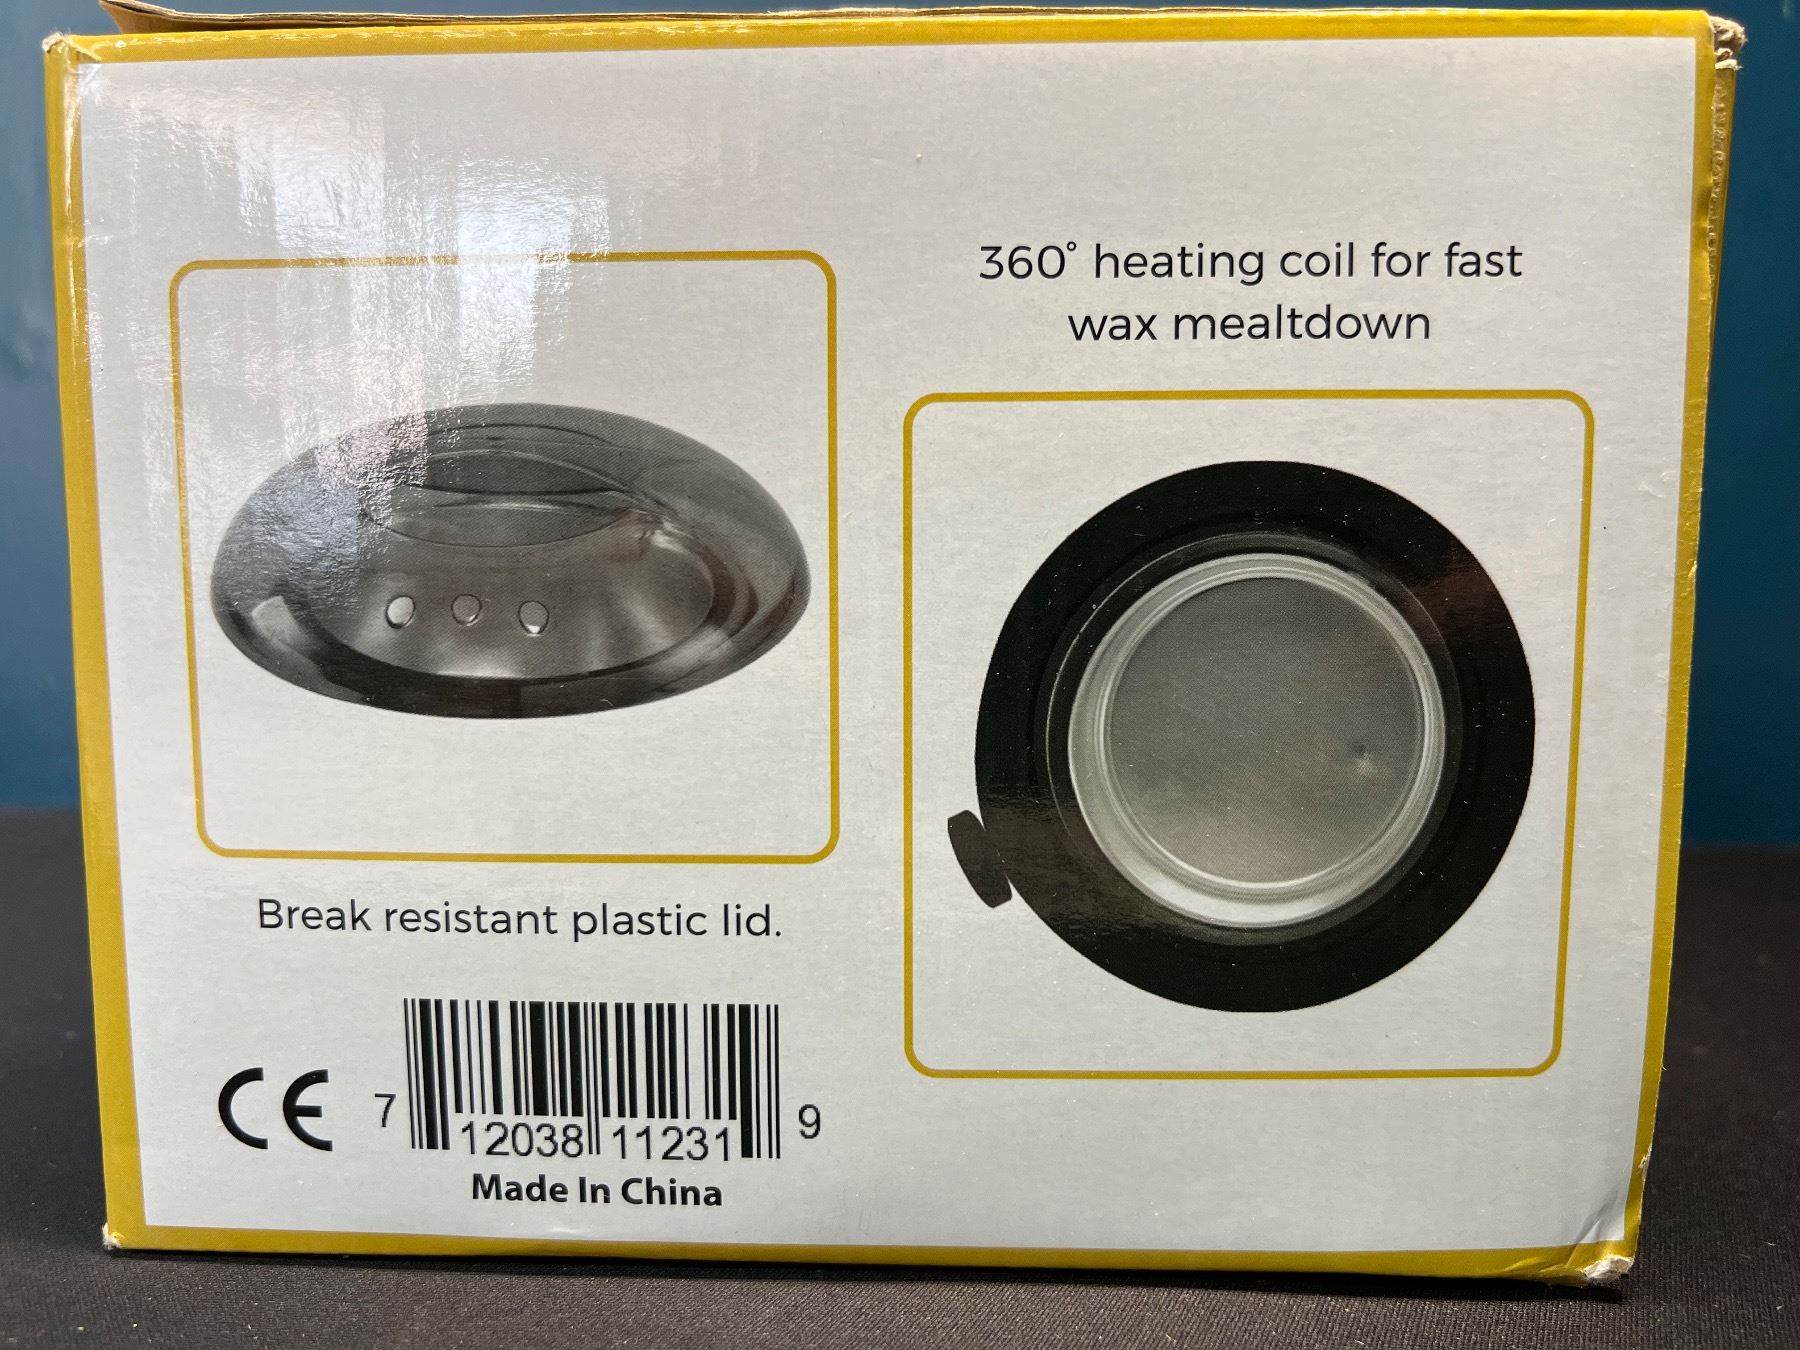 360° heating coil for fast
wax mealtdown
Break resistant plastic lid.
CE
7 12038 11231 9
Made In China